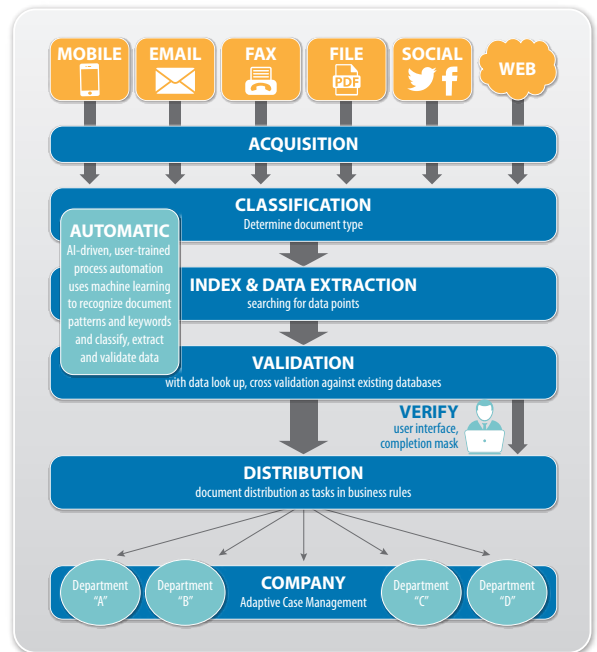 MOBILE
EMAIL
FAX
FILE
PDF
SOCIAL
WEB
ACQUISITION
CLASSIFICATION
Determine document type
AUTOMATIC
AI-driven, user-trained
process automation
uses machine learning
to recognize document
patterns and keywords
and classify, extract
and validate data
INDEX & DATA EXTRACTION
searching for data points
VALIDATION
with data look up, cross validation against existing databases
VERIFY
user interface,
completion mask
DISTRIBUTION
document distribution as tasks in business rules
Department
"A"
Department
"B"
COMPANY
Adaptive Case Management
Department
"C"
Department
"D"